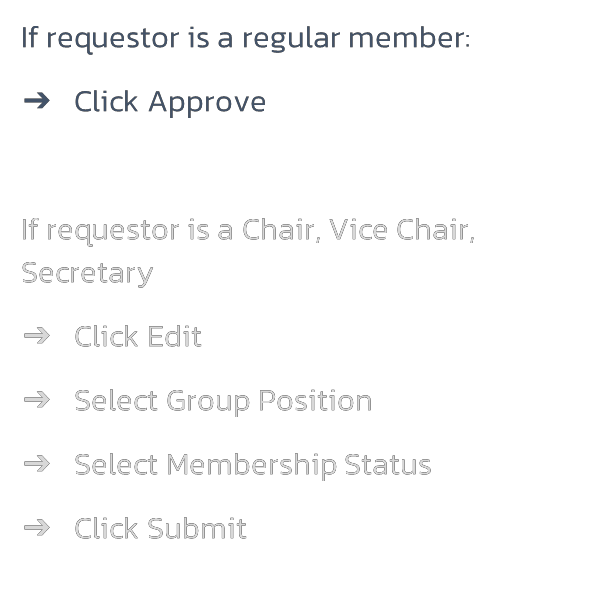 If requestor is a regular member:
➔ Click Approve
If requestor is a Chair, Vice Chair,
Secretary
➔ Click Edit
➔ Select Group Position
➔ Select Membership Status
➔ Click Submit